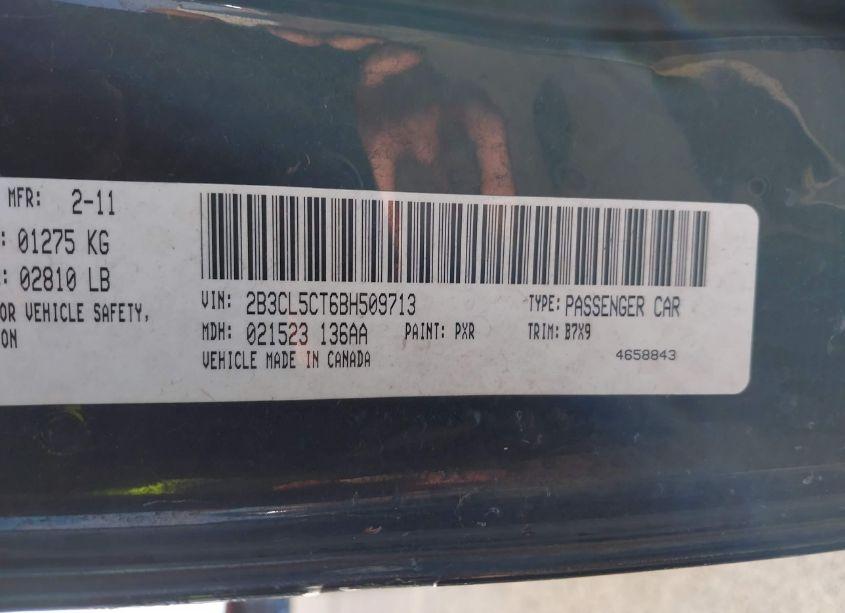 MFR: 2-11
: 01275 KG
: 02810 LB
OR VEHICLE SAFETY,
ON
VIN: 2B3CL5CT6BH509713
TYPE: PASSENGER CAR
MDH: 021523 136AA
PAINT: PXR
TRIM: B7X9
VEHICLE MADE IN CANADA
4658843